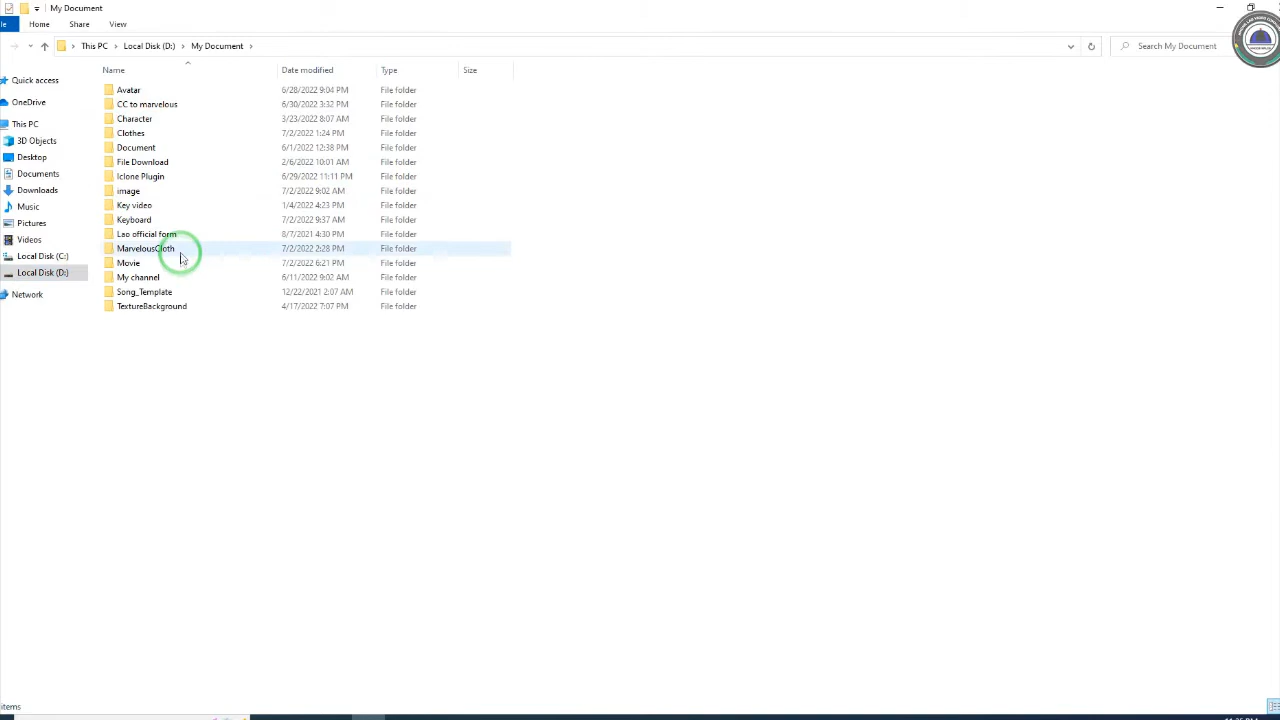 My Document
Home Share View
This PC Local Disk (D:) My Document Search My Document
Name Date modified Type Size
Quick access
OneDrive
This PC
3D Objects
Desktop
Documents
Downloads
Music
Pictures
Videos
Local Disk (C:)
Local Disk (D:)
Network
Avatar 6/28/2022 9:04 PM File folder
CC to marvelous 6/30/2022 3:32 PM File folder
Character 3/23/2022 8:07 AM File folder
Clothes 7/2/2022 1:24 PM File folder
Document 6/1/2022 12:38 PM File folder
File Download 2/6/2022 10:01 AM File folder
Iclone Plugin 6/29/2022 11:11 PM File folder
image 7/2/2022 9:02 AM File folder
Key video 1/4/2022 4:23 PM File folder
Keyboard 7/2/2022 9:37 AM File folder
Lao official form 8/7/2021 4:30 PM File folder
MarvelousCloth 7/2/2022 2:28 PM File folder
Movie 7/2/2022 6:21 PM File folder
My channel 6/11/2022 9:02 AM File folder
Song_Template 12/22/2021 2:07 AM File folder
TextureBackground 4/17/2022 7:07 PM File folder
items